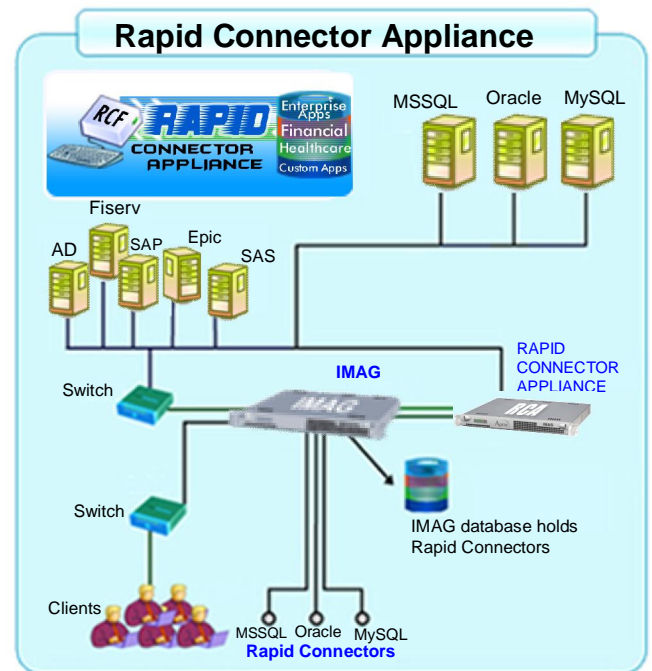 Rapid Connector Appliance
RCF
RAPID
CONNECTOR
APPLIANCE
Enterprise
Apps
Financial
Healthcare
Custom Apps
MSSQL
Oracle
MySQL
Fiserv
AD
SAP
Epic
SAS
Switch
IMAG
IMAG
RAPID
CONNECTOR
APPLIANCE
RCA
Switch
IMAG database holds
Rapid Connectors
Clients
MSSQL
Oracle
MySQL
Rapid Connectors